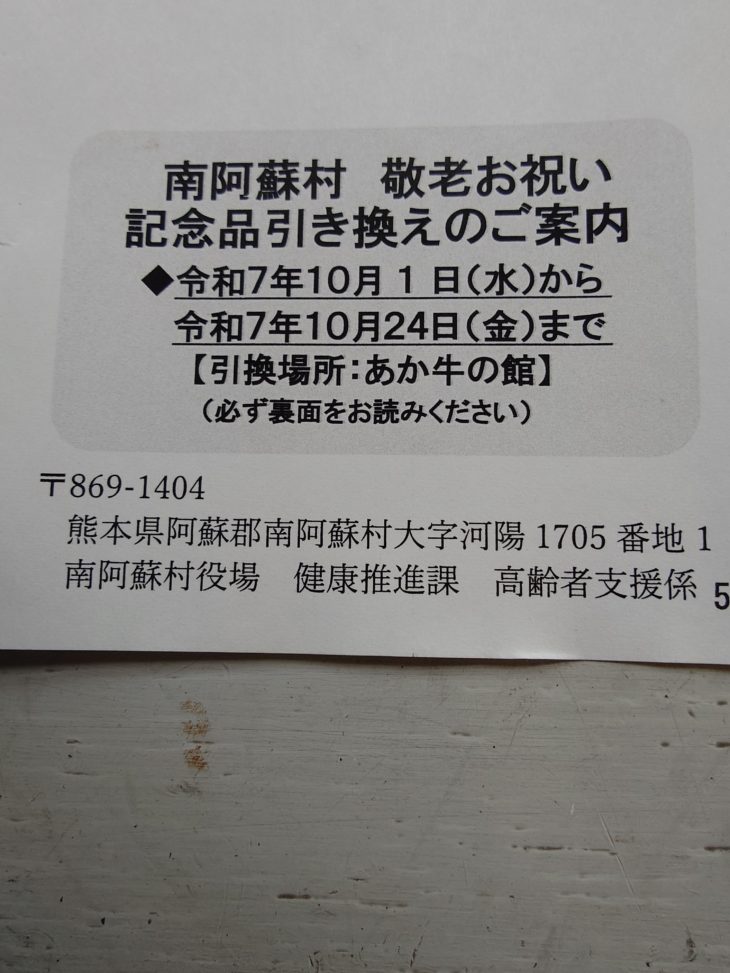 南阿蘇村　敬老お祝い
記念品引き換えのご案内
◆令和7年10月1日(水)から
令和7年10月24日(金)まで
【引換場所：あか牛の館】
(必ず裏面をお読みください)
〒869-1404
熊本県阿蘇郡南阿蘇村大字河陽1705番地1
南阿蘇村役場　健康推進課　高齢者支援係
5